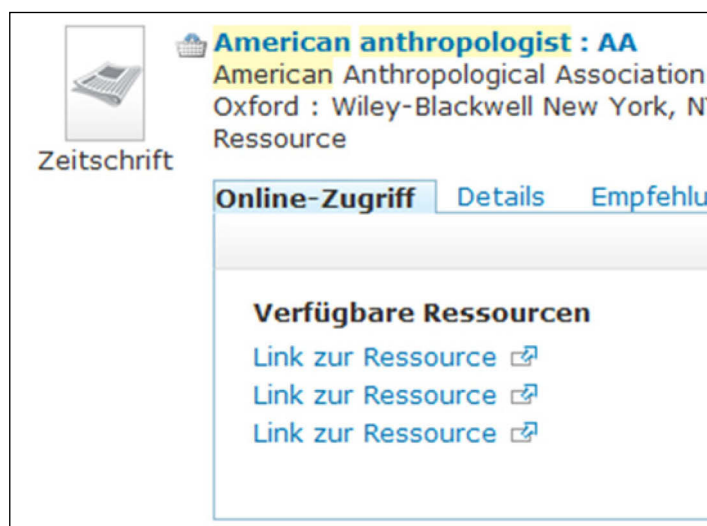 American anthropologist : AA
American Anthropological Association
Oxford : Wiley-Blackwell New York,
Ressource
Zeitschrift
Online-Zugriff Details
Verfügbare Ressourcen
Link zur Ressource
Link zur Ressource
Link zur Ressource